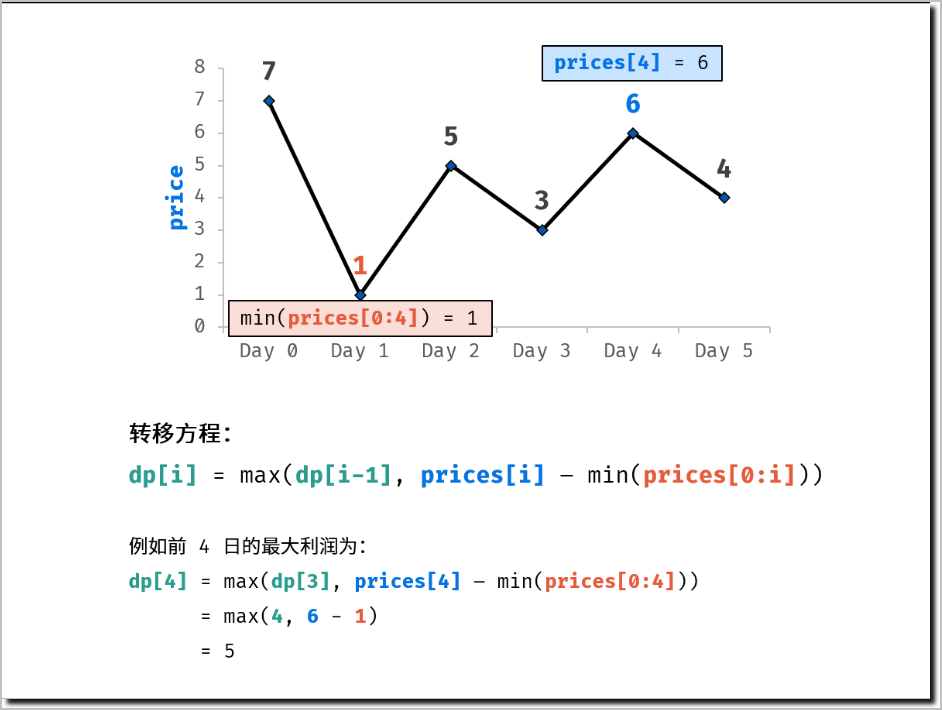 8
7
6
5
4
3
2
1
0
price
7
1
5
3
6
4
prices[4] = 6
min(prices[0:4]) = 1
Day 0 Day 1 Day 2 Day 3 Day 4 Day 5
转移方程：
dp[i] = max(dp[i-1], prices[i] – min(prices[0:i]))
例如前 4 日的最大利润为：
dp[4] = max(dp[3], prices[4] – min(prices[0:4]))
= max(4, 6 - 1)
= 5